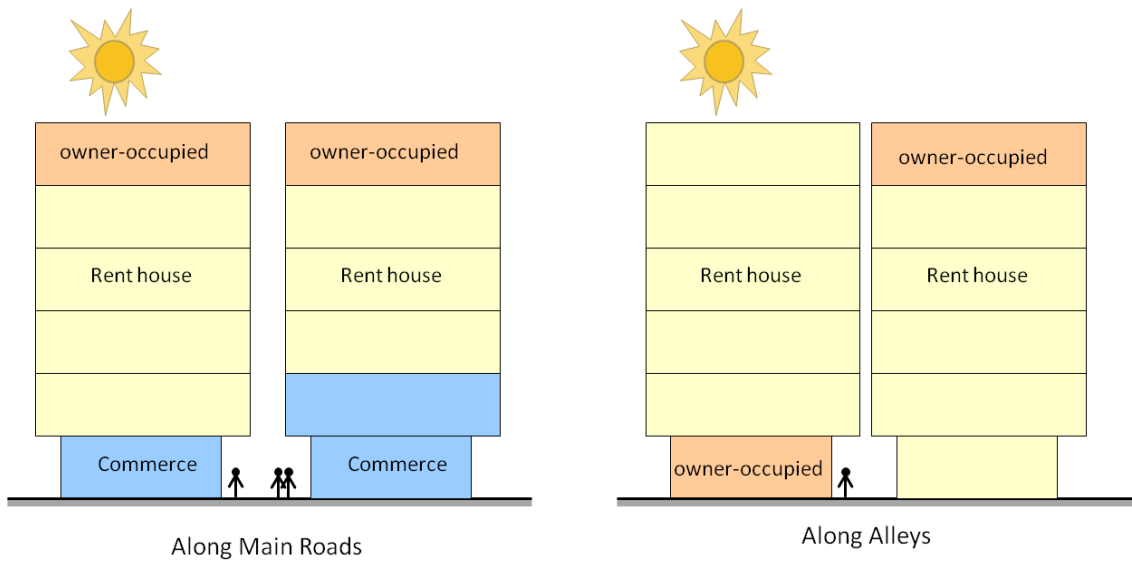 owner-occupied
owner-occupied
Rent house
Rent house
Commerce
Commerce
Along Main Roads
owner-occupied
Rent house
Rent house
owner-occupied
Along Alleys